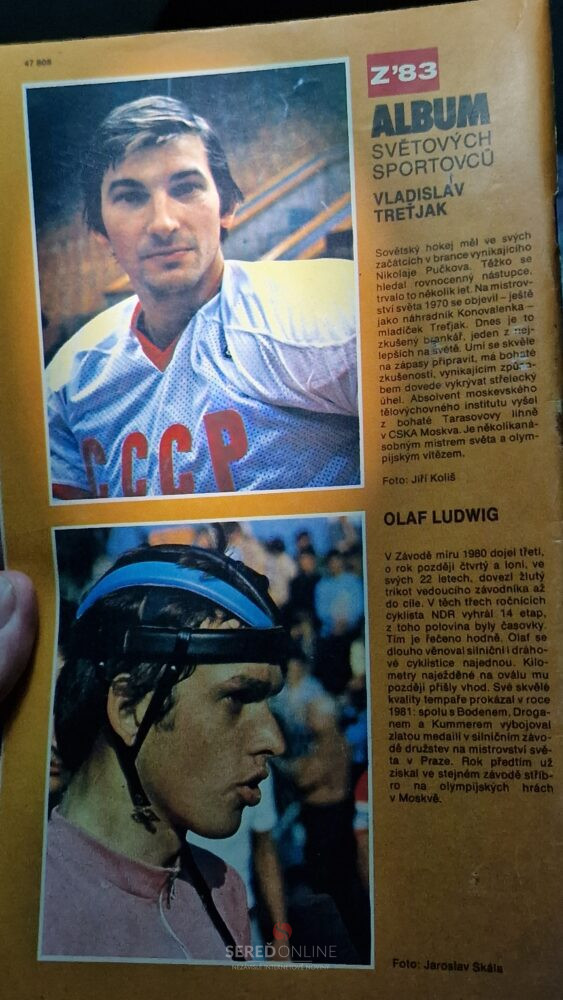 47 808
Z'83
ALBUM
SVĚTOVÝCH
SPORTOVCŮ
VLADISLAV
TREŤJAK
Sovětský hokej měl ve svých
začátcích v brance vynikajícího
Nikolaje Pučkova. Těžko se
hledal rovnocenný nástupce,
trvalo to několik let. Na mistrov-
ství světa 1970 se objevil – ještě
jako náhradník Konovalenka –
mladíček Treťjak. Dnes je to
zkušený brankář, jeden z nej-
lepších na světě. Umí se skvěle
na zápasy připravit, má bohaté
zkušenosti, vynikajícím způso-
bem dovede vykrývat střelecký
úhel. Absolvent moskevského
tělovýchovného institutu vyšel
z bohaté Tarasovovy líhně
v CSKA Moskva. Je několikaná-
sobným mistrem světa a olym-
pijským vítězem.
Foto: Jiří Koliš
CCCP
OLAF LUDWIG
V Závodě míru 1980 dojel třetí,
o rok později čtvrtý a loni, ve
svých 22 letech, dovezl žlutý
trikot vedoucího závodníka až
do cíle. V těch třech ročnících
cyklista NDR vyhrál 14 etap,
z toho polovina byly časovky.
Tím je řečeno hodně. Olaf se
dlouho věnoval silniční i dráho-
vé cyklistice najednou. Kilo-
metry naježděné na oválu mu
později přišly vhod. Své skvělé
kvality tempaře prokázal v roce
1981: spolu s Bodenem, Droga-
nem a Kummerem vybojoval
zlatou medaili v silničním závo-
dě družstev na mistrovství svě-
ta v Praze. Rok předtím už
získal ve stejném závodě stříb-
ro na olympijských hrách
v Moskvě.
Foto: Jaroslav Skála
SEREĎONLINE